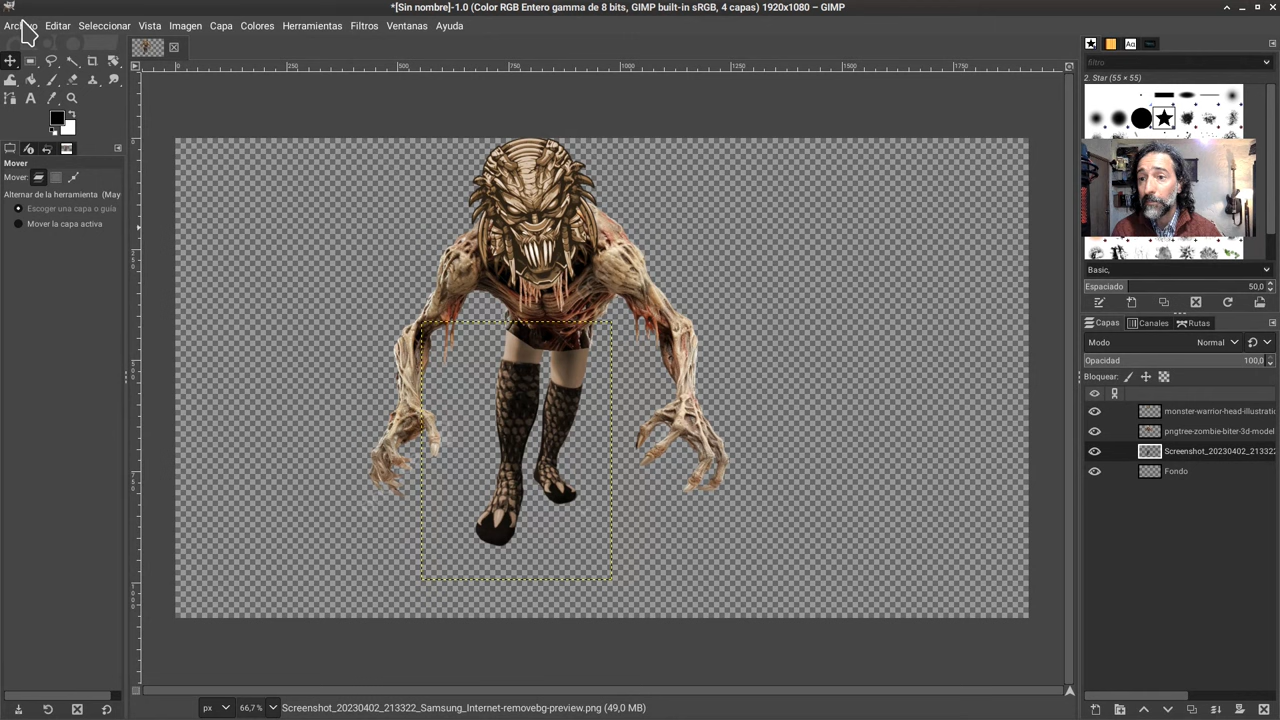 *[Sin nombre]-1.0 (Color RGB Entero gamma de 8 bits, GIMP built-in sRGB, 4 capas) 1920x1080 – GIMP
Archivo Editar Seleccionar Vista Imagen Capa Colores Herramientas Filtros Ventanas Ayuda
0 250 500 750 1000 1250 1500 1750
filtro
2. Star (55 × 55)
Mover
Mover:
Alternar de la herramienta (May
Escoger una capa o guía
Mover la capa activa
Basic,
Espaciado 50,0
Capas Canales Rutas
Modo Normal
Opacidad 100,0
Bloquear:
monster-warrior-head-illustratio
pngtree-zombie-biter-3d-model
Screenshot_20230402_213322
Fondo
px 66,7 % Screenshot_20230402_213322_Samsung_Internet-removebg-preview.png (49,0 MB)